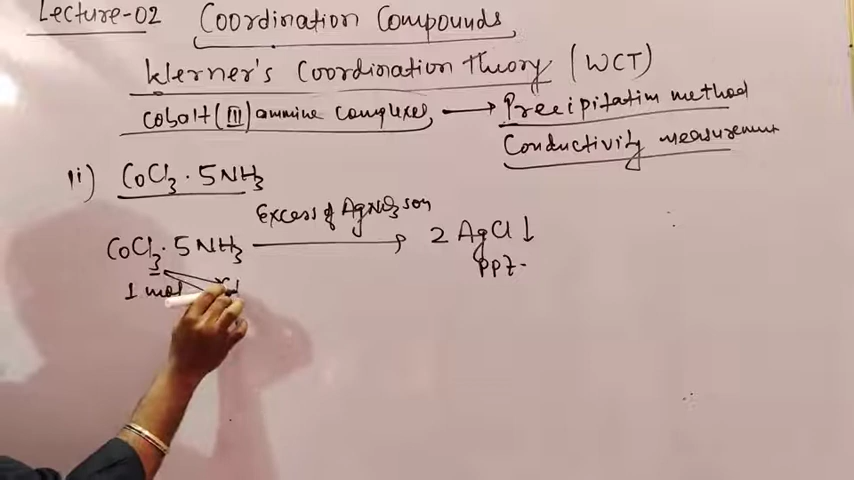 Lecture-02 Coordination Compounds
Werner's Coordination Theory (WCT)
Cobalt(III) ammine Complexes → Precipitation method
Conductivity measurement
ii) CoCl₃·5NH₃
CoCl₃·5NH₃ Excess of AgNO₃ son → 2 AgCl↓
1 mol ppt-